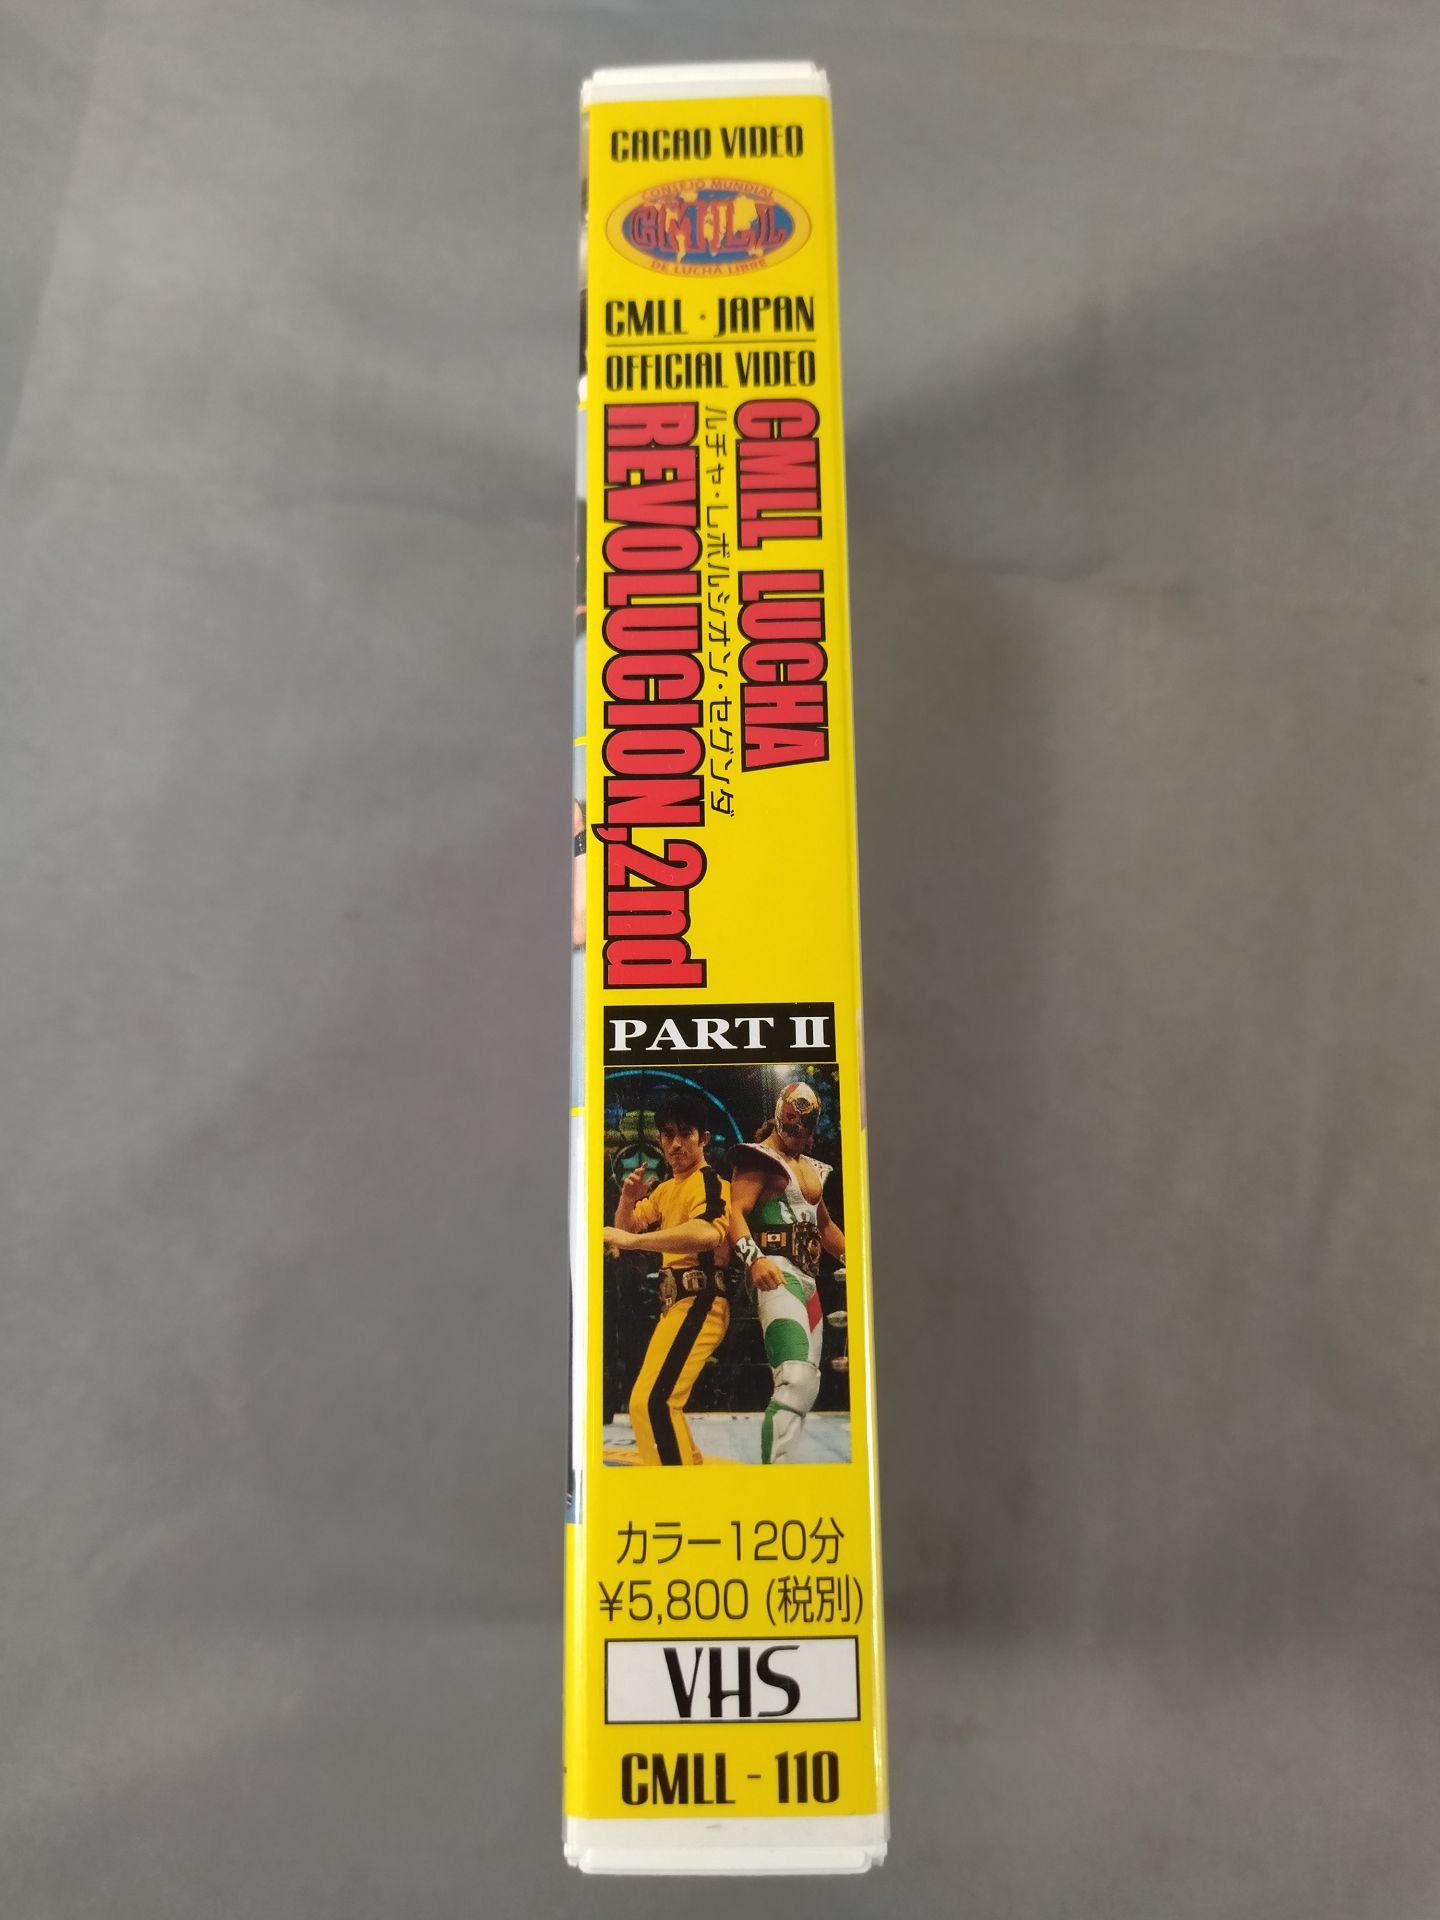 CACAO VIDEO
CONSEJO MUNDIAL
CMLL
DE LUCHA LIBRE
CMLL・JAPAN
OFFICIAL VIDEO
CMLL LUCHA
ルチャ・レボルシオン・セグンダ
REVOLUCION,2nd
PART II
カラー120分
¥5,800 (税別)
VHS
CMLL - 110